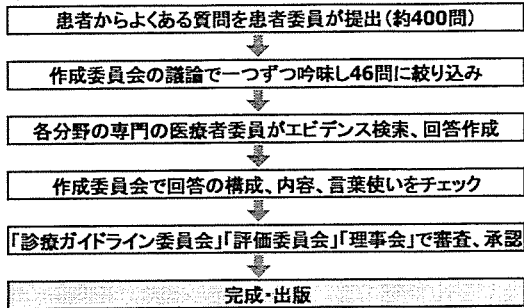 患者からよくある質問を患者委員が提出(約400問)
作成委員会の議論で一つずつ吟味し46問に絞り込み
各分野の専門の医療者委員がエビデンス検索、回答作成
作成委員会で回答の構成、内容、言葉使いをチェック
「診療ガイドライン委員会」「評価委員会」「理事会」で審査、承認
完成・出版